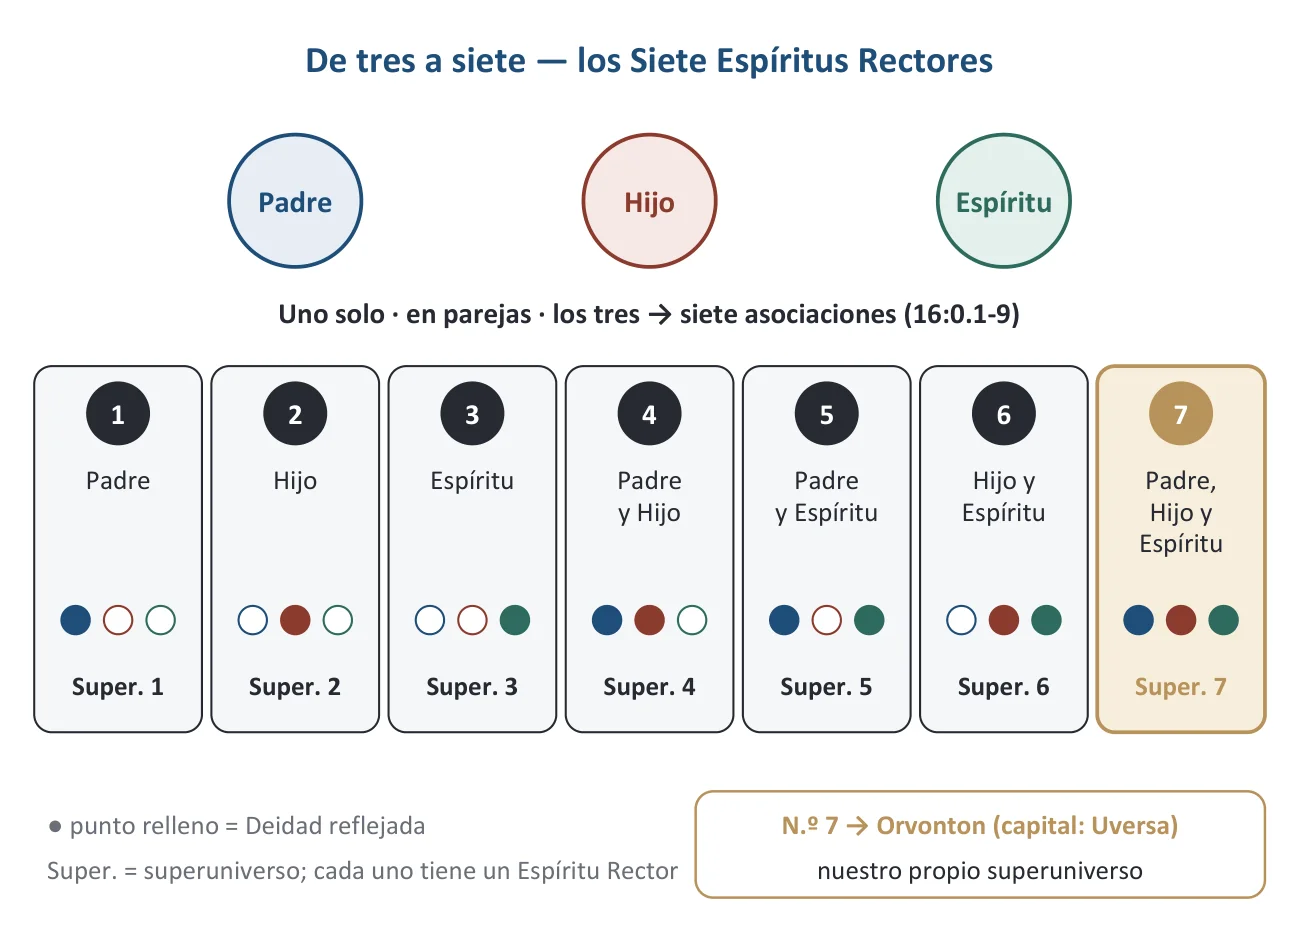 De tres a siete — los Siete Espíritus Rectores
Padre
Hijo
Espíritu
Uno solo · en parejas · los tres → siete asociaciones (16:0.1-9)
1
Padre
Super. 1
2
Hijo
Super. 2
3
Espíritu
Super. 3
4
Padre
y Hijo
Super. 4
5
Padre
y Espíritu
Super. 5
6
Hijo y
Espíritu
Super. 6
7
Padre,
Hijo y
Espíritu
Super. 7
● punto relleno = Deidad reflejada
Super. = superuniverso; cada uno tiene un Espíritu Rector
N.º 7 → Orvonton (capital: Uversa)
nuestro propio superuniverso